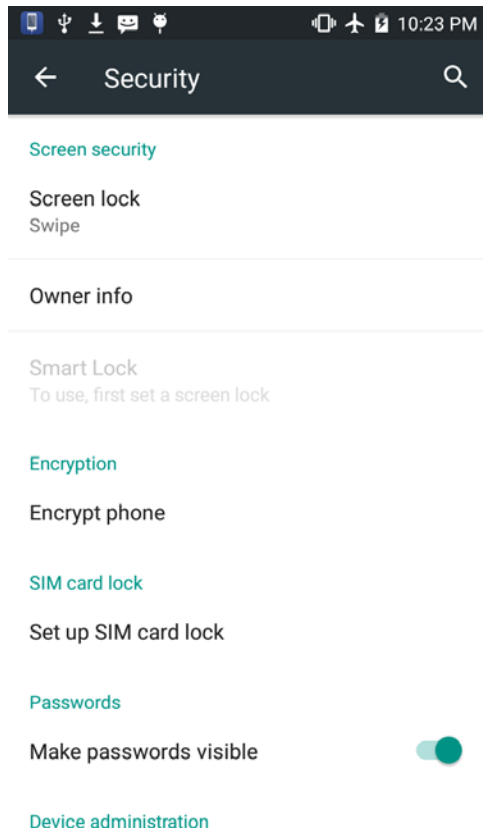 10:23 PM
Security
Screen security
Screen lock
Swipe
Owner info
Smart Lock
To use, first set a screen lock
Encryption
Encrypt phone
SIM card lock
Set up SIM card lock
Passwords
Make passwords visible
Device administration